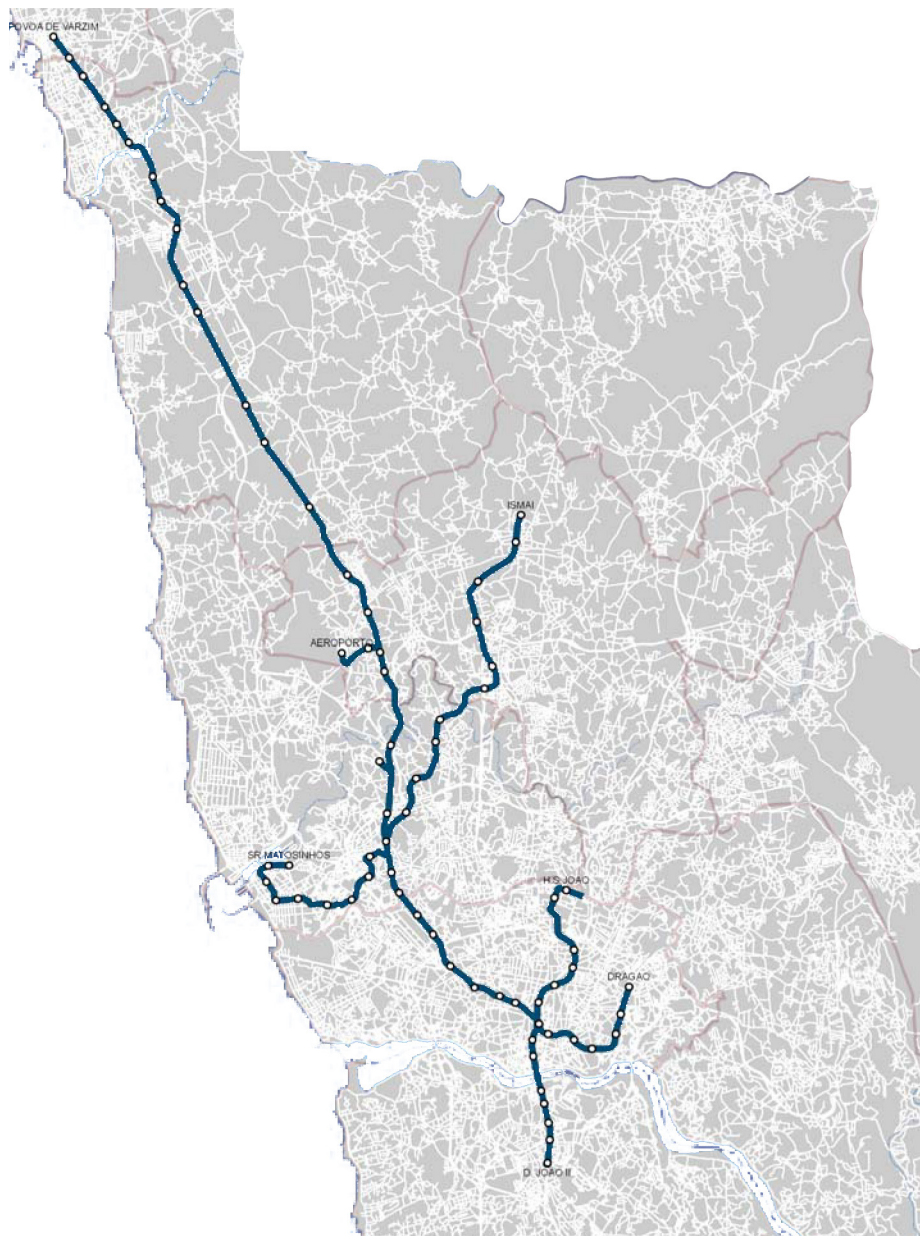 POVOA DE VARZIM
ISMAI
AEROPORTO
SR.MATOSINHOS
H.S.JOAO
DRAGAO
D. JOAO II